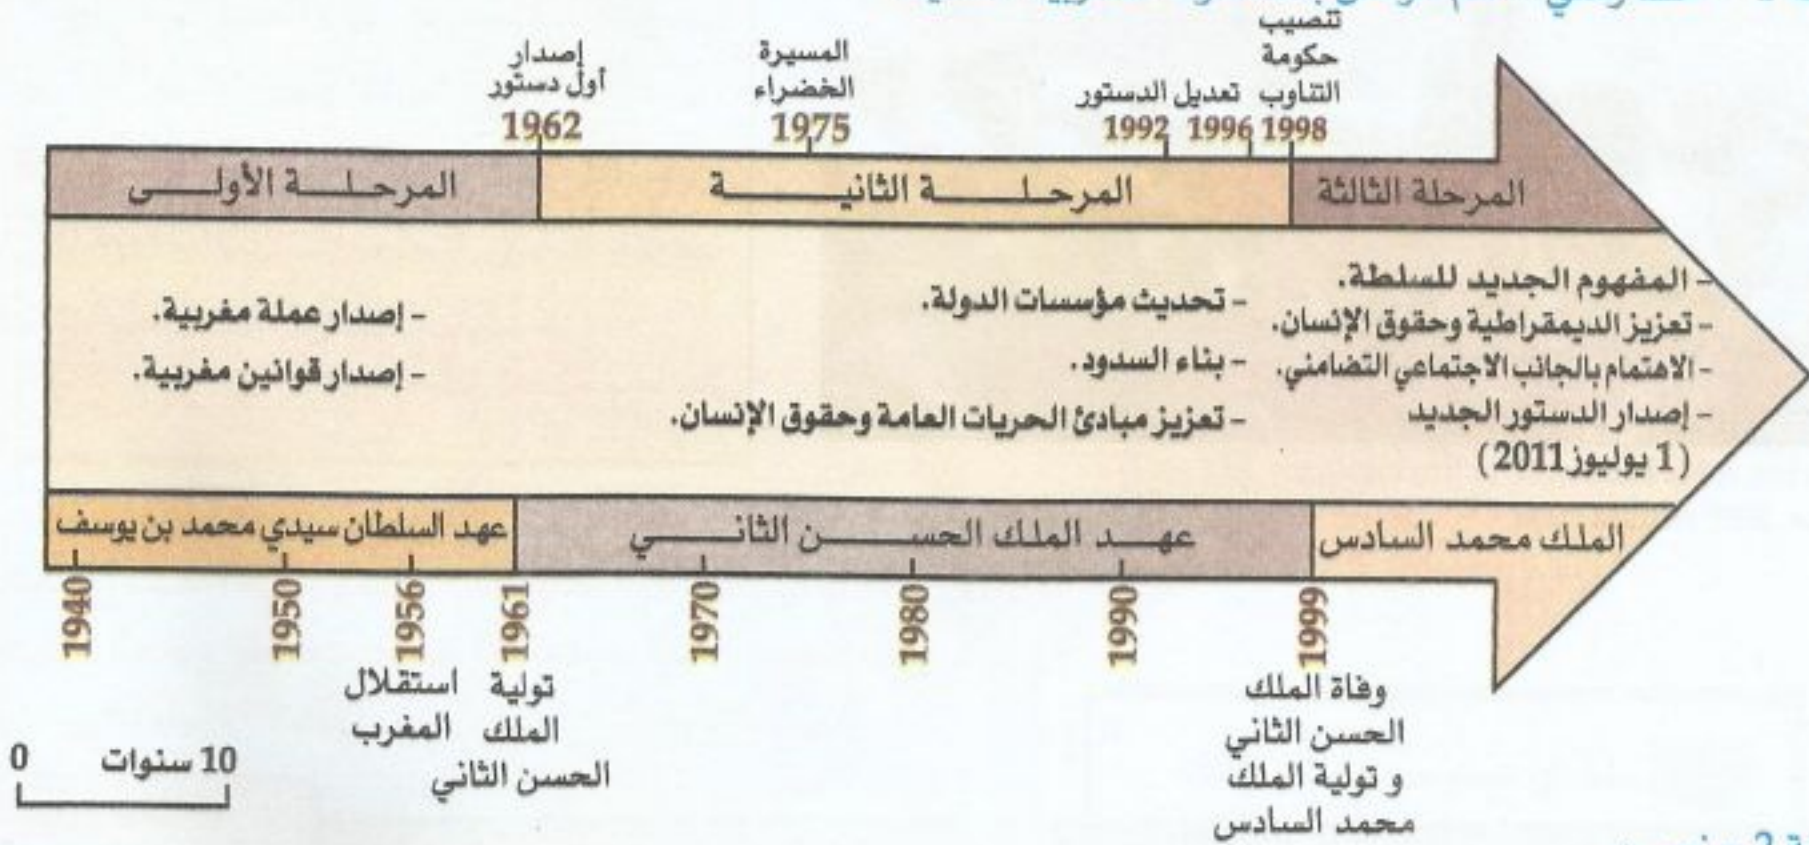 تنصيب
حكومة
التناوب
1998
تعديل الدستور
1992 1996
المسيرة
الخضراء
1975
إصدار
أول دستور
1962
المرحلة الأولى
المرحلة الثانية
المرحلة الثالثة
- إصدار عملة مغربية.
- إصدار قوانين مغربية.
- تحديث مؤسسات الدولة.
- بناء السدود.
- تعزيز مبادئ الحريات العامة وحقوق الإنسان.
- المفهوم الجديد للسلطة.
- تعزيز الديمقراطية وحقوق الإنسان.
- الاهتمام بالجانب الاجتماعي التضامني.
- إصدار الدستور الجديد
(1 يوليوز 2011)
عهد السلطان سيدي محمد بن يوسف
عهد الملك الحسن الثاني
الملك محمد السادس
1940
1950
1956
1961
1970
1980
1990
1999
استقلال
المغرب
تولية
الملك
الحسن الثاني
وفاة الملك
الحسن الثاني
و تولية الملك
محمد السادس
0 10 سنوات